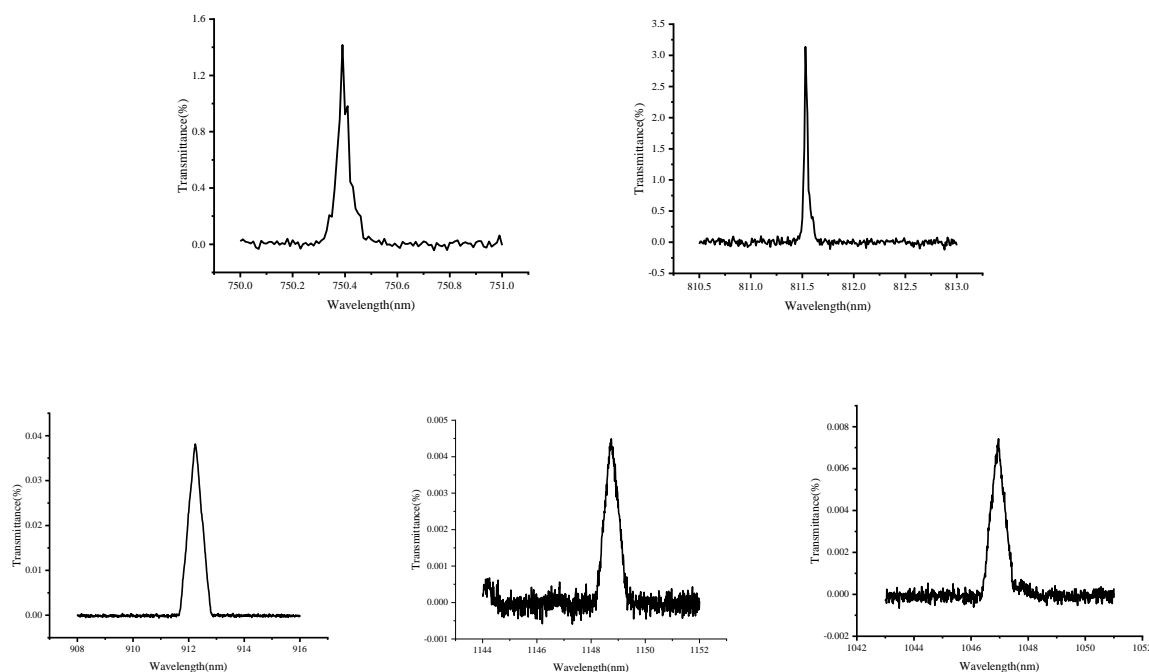 1.6
1.2
0.8
0.4
0.0
Transmittance(%)
750.0 750.2 750.4 750.6 750.8 751.0
Wavelength(nm)
3.5
3.0
2.5
2.0
1.5
1.0
0.5
0.0
-0.5
Transmittance(%)
810.5 811.0 811.5 812.0 812.5 813.0
Wavelength(nm)
0.04
0.03
0.02
0.01
0.00
Transmittance(%)
908 910 912 914 916
Wavelength(nm)
0.005
0.004
0.003
0.002
0.001
0.000
-0.001
Transmittance(%)
1144 1146 1148 1150 1152
Wavelength(nm)
0.008
0.006
0.004
0.002
0.000
-0.002
Transmittance(%)
1042 1044 1046 1048 1050 1052
Wavelength(nm)